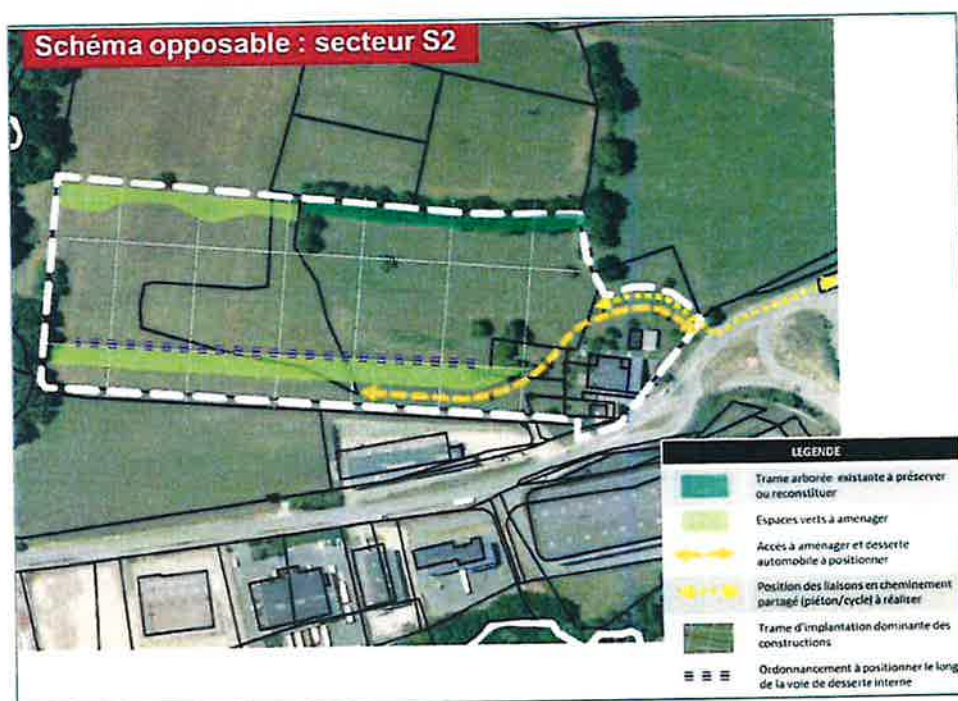 Schéma opposable : secteur S2
LEGENDE
Trame arborée existante à préserver
ou reconstituer
Espaces verts à aménager
Accès à aménager et desserte
automobile à positionner
Position des liaisons en cheminement
partagé (piéton/cycle) à réaliser
Trame d'implantation dominante des
constructions
Ordonnancement à positionner le long
de la voie de desserte interne